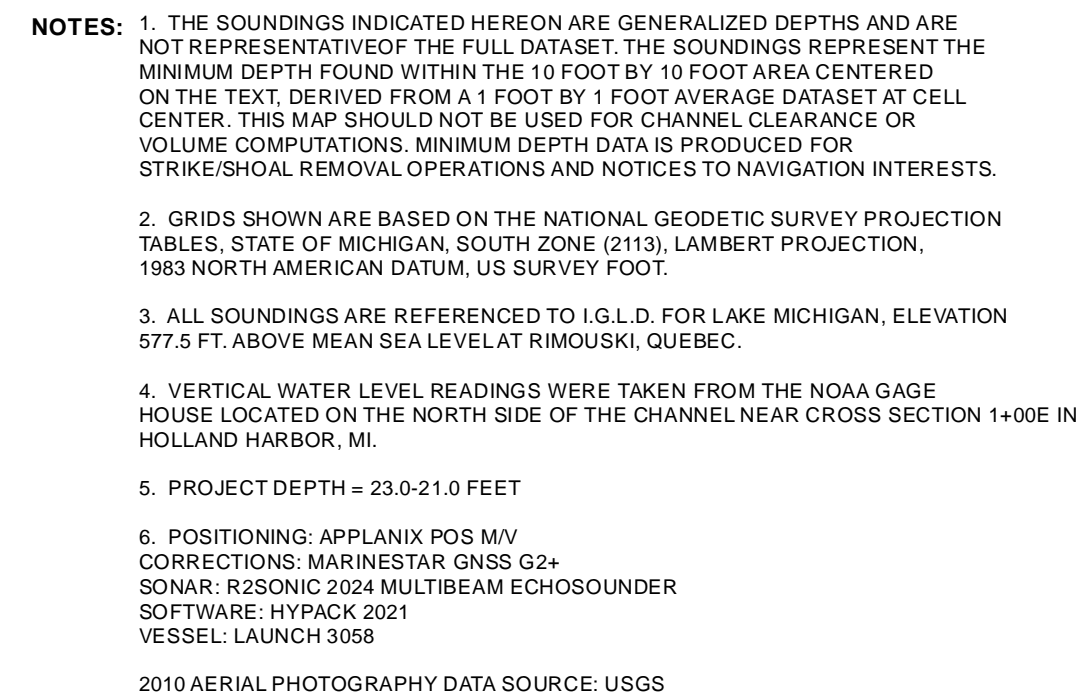 NOTES: 1. THE SOUNDINGS INDICATED HEREON ARE GENERALIZED DEPTHS AND ARE
NOT REPRESENTATIVEOF THE FULL DATASET. THE SOUNDINGS REPRESENT THE
MINIMUM DEPTH FOUND WITHIN THE 10 FOOT BY 10 FOOT AREA CENTERED
ON THE TEXT, DERIVED FROM A 1 FOOT BY 1 FOOT AVERAGE DATASET AT CELL
CENTER. THIS MAP SHOULD NOT BE USED FOR CHANNEL CLEARANCE OR
VOLUME COMPUTATIONS. MINIMUM DEPTH DATA IS PRODUCED FOR
STRIKE/SHOAL REMOVAL OPERATIONS AND NOTICES TO NAVIGATION INTERESTS.
2. GRIDS SHOWN ARE BASED ON THE NATIONAL GEODETIC SURVEY PROJECTION
TABLES, STATE OF MICHIGAN, SOUTH ZONE (2113), LAMBERT PROJECTION,
1983 NORTH AMERICAN DATUM, US SURVEY FOOT.
3. ALL SOUNDINGS ARE REFERENCED TO I.G.L.D. FOR LAKE MICHIGAN, ELEVATION
577.5 FT. ABOVE MEAN SEA LEVEL AT RIMOUSKI, QUEBEC.
4. VERTICAL WATER LEVEL READINGS WERE TAKEN FROM THE NOAA GAGE
HOUSE LOCATED ON THE NORTH SIDE OF THE CHANNEL NEAR CROSS SECTION 1+00E IN
HOLLAND HARBOR, MI.
5. PROJECT DEPTH = 23.0-21.0 FEET
6. POSITIONING: APPLANIX POS M/V
CORRECTIONS: MARINESTAR GNSS G2+
SONAR: R2SONIC 2024 MULTIBEAM ECHOSOUNDER
SOFTWARE: HYPACK 2021
VESSEL: LAUNCH 3058
2010 AERIAL PHOTOGRAPHY DATA SOURCE: USGS